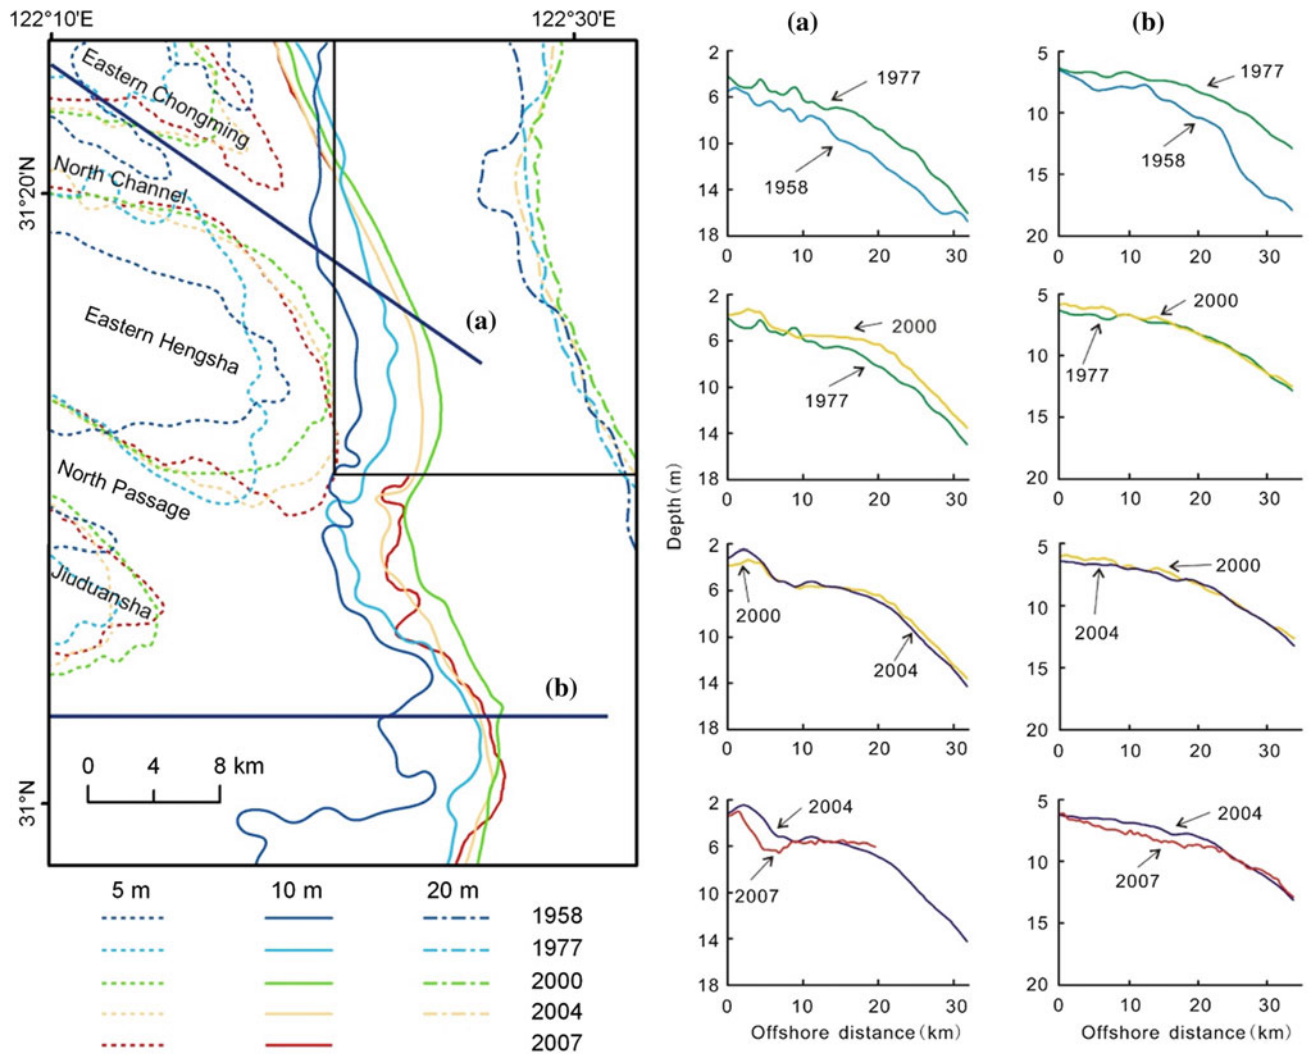 122°10'E
122°30'E
31°20'N
31°N
Eastern Chongming
North Channel
Eastern Hengsha
North Passage
Jiuduansha
(a)
(b)
0 4 8 km
5 m 10 m 20 m
1958
1977
2000
2004
2007
(a)
(b)
Depth(m)
2
6
10
14
18
0 10 20 30
1977
1958
5
10
15
20
0 10 20 30
1977
1958
2
6
10
14
18
0 10 20 30
2000
1977
5
10
15
20
0 10 20 30
2000
1977
2
6
10
14
18
0 10 20 30
2000
2004
5
10
15
20
0 10 20 30
2000
2004
2
6
10
14
18
0 10 20 30
2004
2007
Offshore distance(km)
5
10
15
20
0 10 20 30
2004
2007
Offshore distance(km)